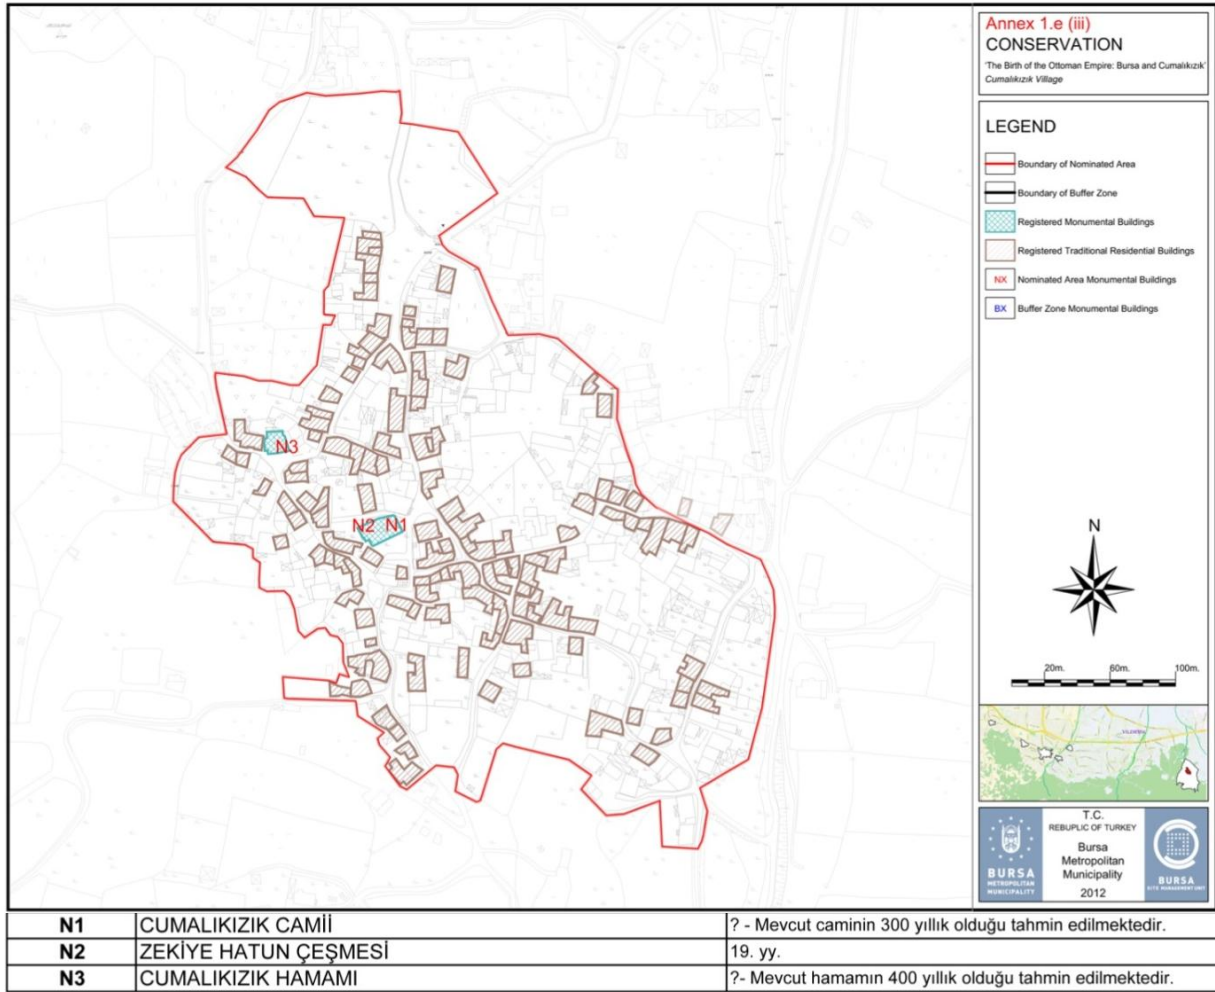 Annex 1.e (iii)
CONSERVATION
'The Birth of the Ottoman Empire: Bursa and Cumalıkızık'
Cumalıkızık Village
LEGEND
Boundary of Nominated Area
Boundary of Buffer Zone
Registered Monumental Buildings
Registered Traditional Residential Buildings
NX Nominated Area Monumental Buildings
BX Buffer Zone Monumental Buildings
N3
N2 N1
N
20m. 60m. 100m.
YILDIRIM
T.C.
REBUPLIC OF TURKEY
Bursa
Metropolitan
Municipality
2012
BURSA
METROPOLITAN
MUNICIPALITY
BURSA
SITE MANAGEMENT UNIT
N1 CUMALIKIZIK CAMİİ ? - Mevcut caminin 300 yıllık olduğu tahmin edilmektedir.
N2 ZEKİYE HATUN ÇEŞMESİ 19. yy.
N3 CUMALIKIZIK HAMAMI ?- Mevcut hamamın 400 yıllık olduğu tahmin edilmektedir.